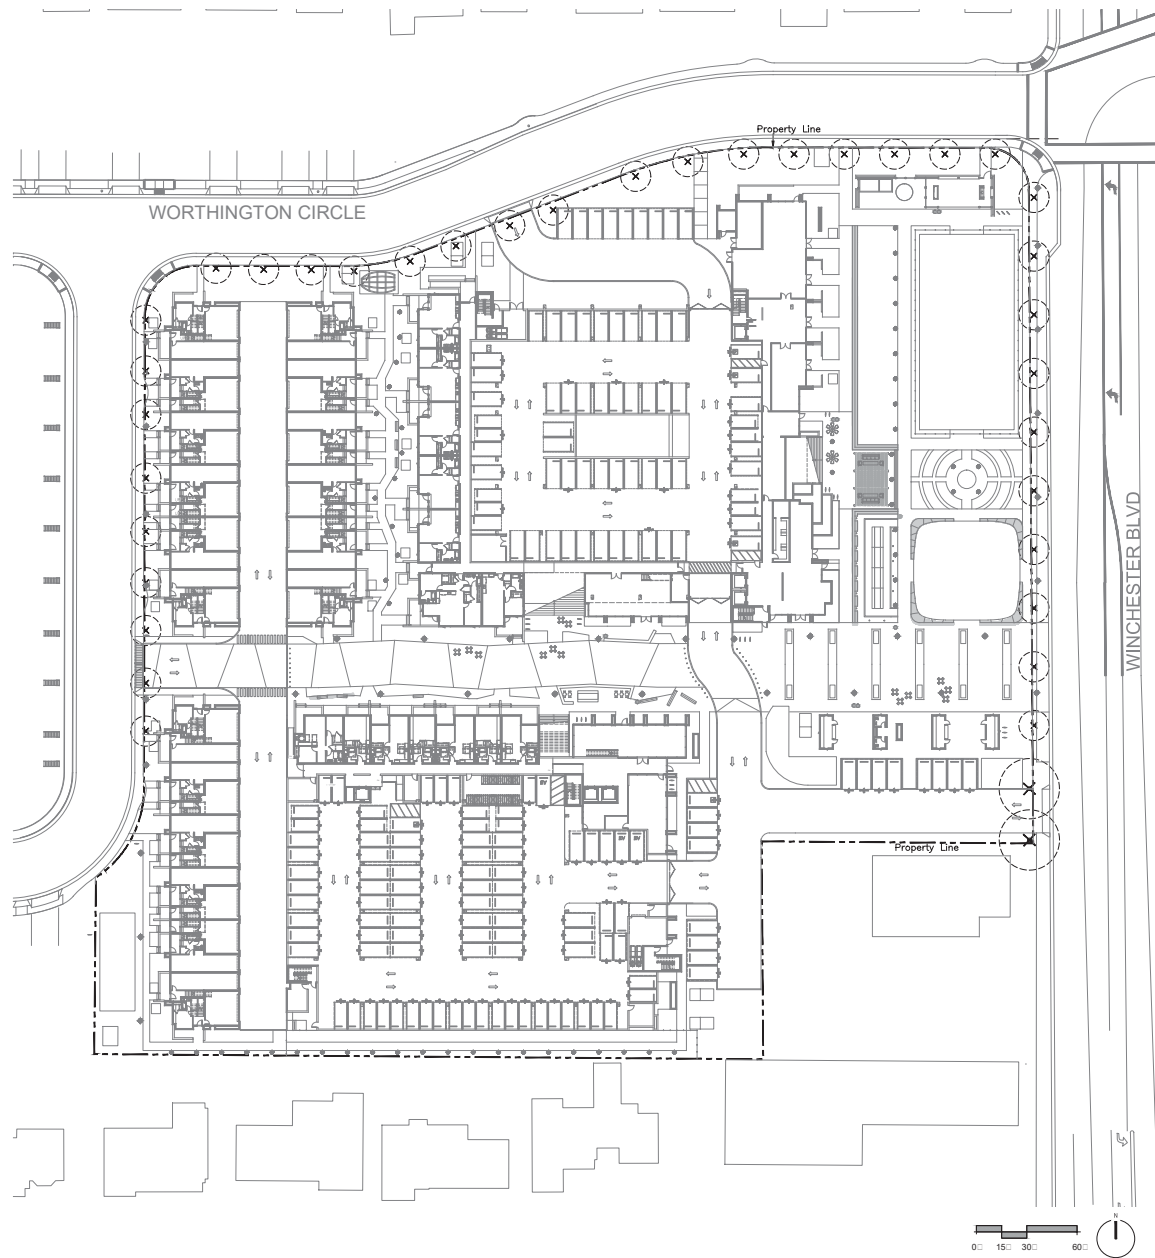 Property Line
WORTHINGTON CIRCLE
WINCHESTER BLVD
Property Line
N
0 15 30 60